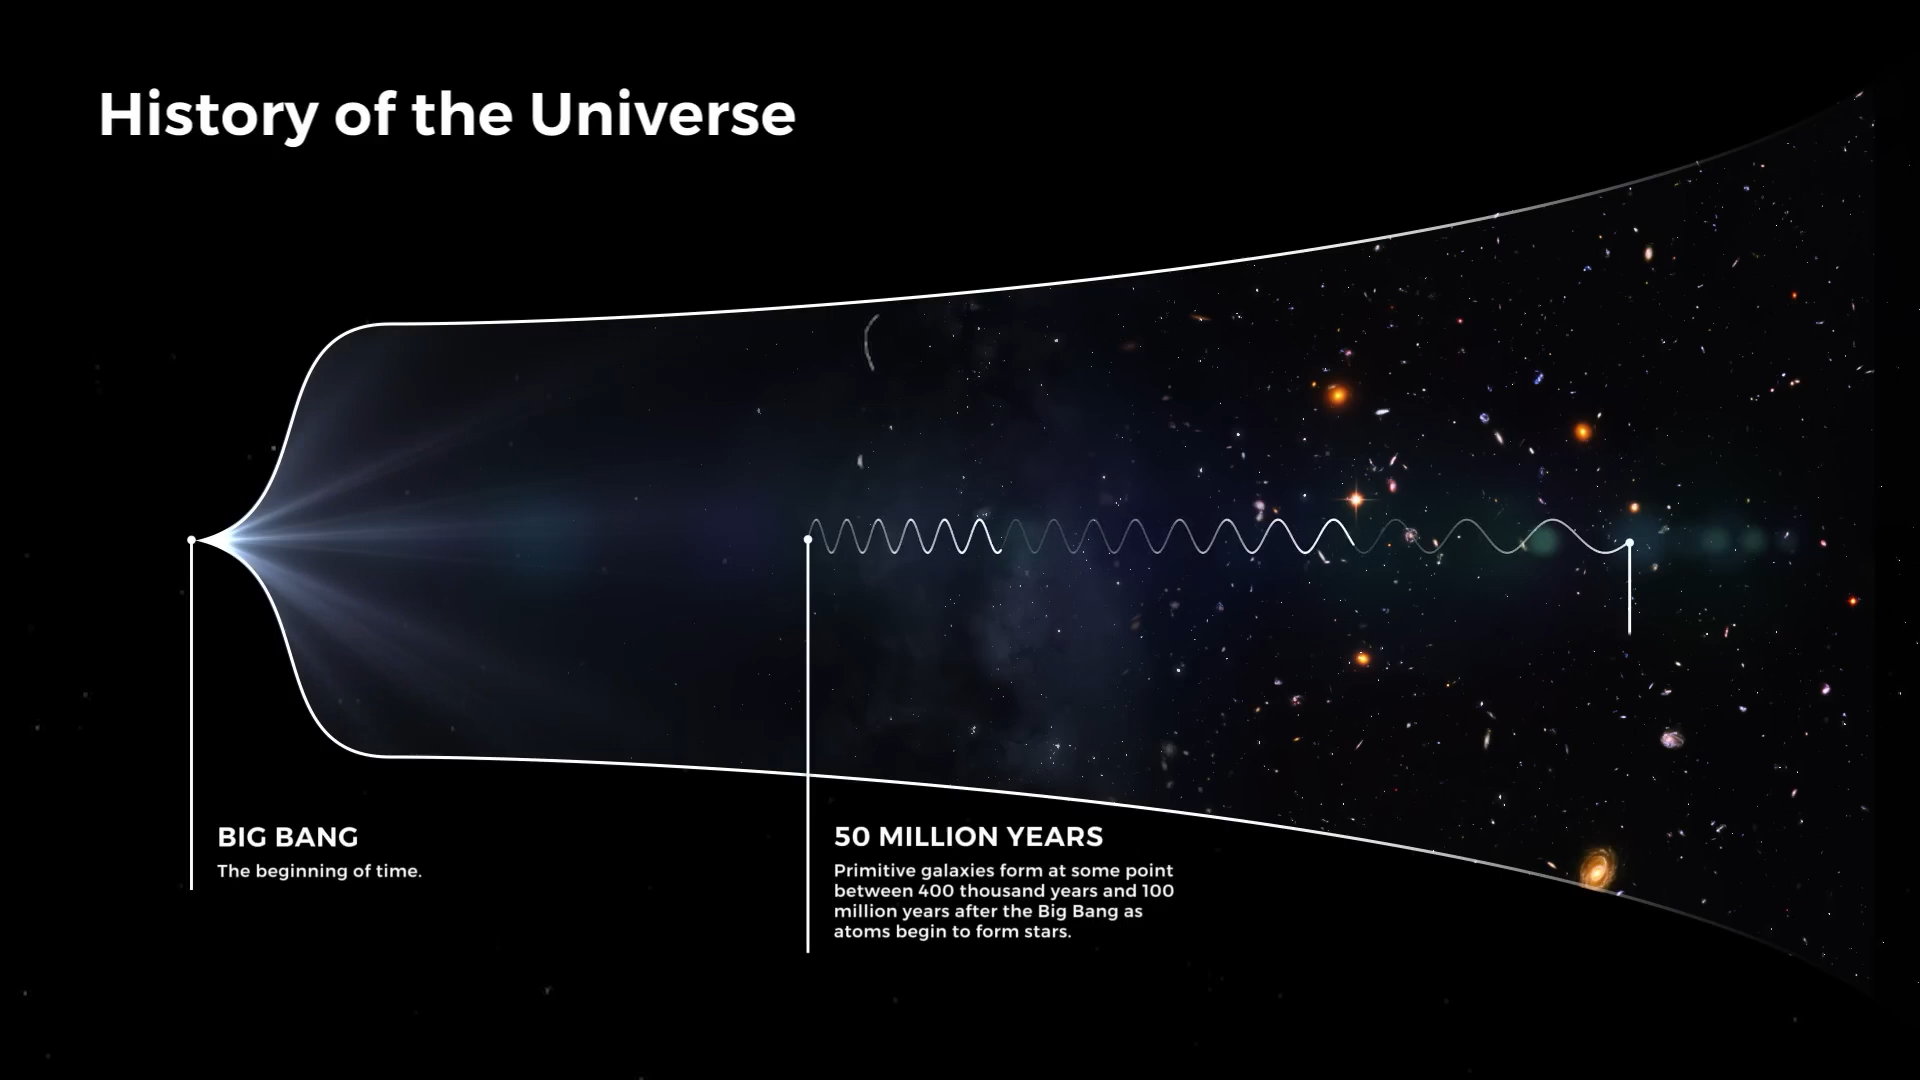 History of the Universe
BIG BANG
The beginning of time.
50 MILLION YEARS
Primitive galaxies form at some point
between 400 thousand years and 100
million years after the Big Bang as
atoms begin to form stars.